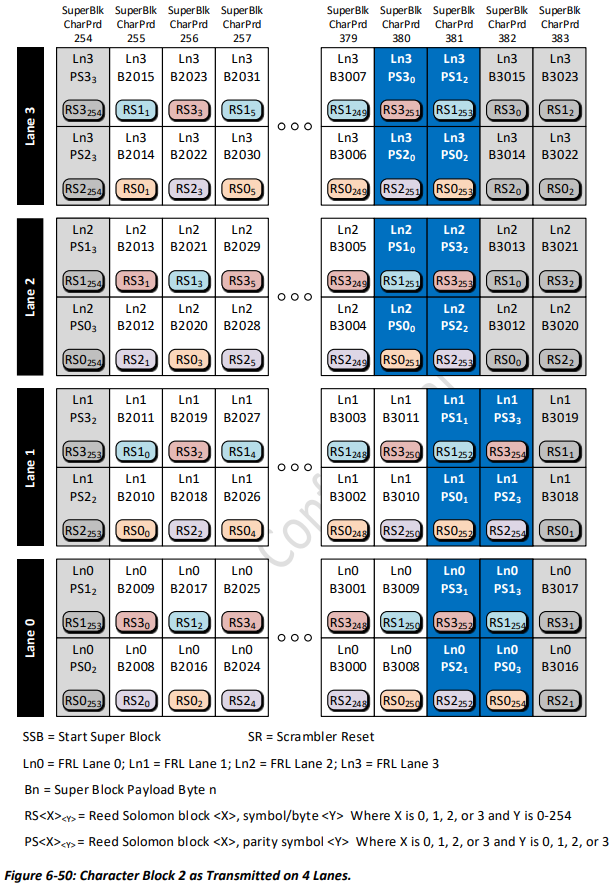 SuperBlk SuperBlk SuperBlk SuperBlk SuperBlk SuperBlk SuperBlk SuperBlk SuperBlk
CharPrd CharPrd CharPrd CharPrd CharPrd CharPrd CharPrd CharPrd CharPrd
254 255 256 257 379 380 381 382 383
Lane 3
Ln3 Ln3 Ln3 Ln3 Ln3 Ln3 Ln3 Ln3 Ln3
PS3₃ B2015 B2023 B2031 B3007 PS3₀ PS1₂ B3015 B3023
RS3₂₅₄ RS1₁ RS3₃ RS1₅ RS1₂₄₉ RS3₂₅₁ RS1₂₅₃ RS3₀ RS1₂
Ln3 Ln3 Ln3 Ln3 Ln3 Ln3 Ln3 Ln3 Ln3
PS2₃ B2014 B2022 B2030 B3006 PS2₀ PS0₂ B3014 B3022
RS2₂₅₄ RS0₁ RS2₃ RS0₅ RS0₂₄₉ RS2₂₅₁ RS0₂₅₃ RS2₀ RS0₂
Lane 2
Ln2 Ln2 Ln2 Ln2 Ln2 Ln2 Ln2 Ln2 Ln2
PS1₃ B2013 B2021 B2029 B3005 PS1₀ PS3₂ B3013 B3021
RS1₂₅₄ RS3₁ RS1₃ RS3₅ RS3₂₄₉ RS1₂₅₁ RS3₂₅₃ RS1₀ RS3₂
Ln2 Ln2 Ln2 Ln2 Ln2 Ln2 Ln2 Ln2 Ln2
PS0₃ B2012 B2020 B2028 B3004 PS0₀ PS2₂ B3012 B3020
RS0₂₅₄ RS2₁ RS0₃ RS2₅ RS2₂₄₉ RS0₂₅₁ RS2₂₅₃ RS0₀ RS2₂
Lane 1
Ln1 Ln1 Ln1 Ln1 Ln1 Ln1 Ln1 Ln1 Ln1
PS3₂ B2011 B2019 B2027 B3003 B3011 PS1₁ PS3₃ B3019
RS3₂₅₃ RS1₀ RS3₂ RS1₄ RS1₂₄₈ RS3₂₅₀ RS1₂₅₂ RS3₂₅₄ RS1₁
Ln1 Ln1 Ln1 Ln1 Ln1 Ln1 Ln1 Ln1 Ln1
PS2₂ B2010 B2018 B2026 B3002 B3010 PS0₁ PS2₃ B3018
RS2₂₅₃ RS0₀ RS2₂ RS0₄ RS0₂₄₈ RS2₂₅₀ RS0₂₅₂ RS2₂₅₄ RS0₁
Lane 0
Ln0 Ln0 Ln0 Ln0 Ln0 Ln0 Ln0 Ln0 Ln0
PS1₂ B2009 B2017 B2025 B3001 B3009 PS3₁ PS1₃ B3017
RS1₂₅₃ RS3₀ RS1₂ RS3₄ RS3₂₄₈ RS1₂₅₀ RS3₂₅₂ RS1₂₅₄ RS3₁
Ln0 Ln0 Ln0 Ln0 Ln0 Ln0 Ln0 Ln0 Ln0
PS0₂ B2008 B2016 B2024 B3000 B3008 PS2₁ PS0₃ B3016
RS0₂₅₃ RS2₀ RS0₂ RS2₄ RS2₂₄₈ RS0₂₅₀ RS2₂₅₂ RS0₂₅₄ RS2₁
SSB = Start Super Block SR = Scrambler Reset
Ln0 = FRL Lane 0; Ln1 = FRL Lane 1; Ln2 = FRL Lane 2; Ln3 = FRL Lane 3
Bn = Super Block Payload Byte n
RS<X><Y> = Reed Solomon block <X>, symbol/byte <Y> Where X is 0, 1, 2, or 3 and Y is 0-254
PS<X><Y> = Reed Solomon block <X>, parity symbol <Y> Where X is 0, 1, 2, or 3 and Y is 0, 1, 2, or 3
Figure 6-50: Character Block 2 as Transmitted on 4 Lanes.